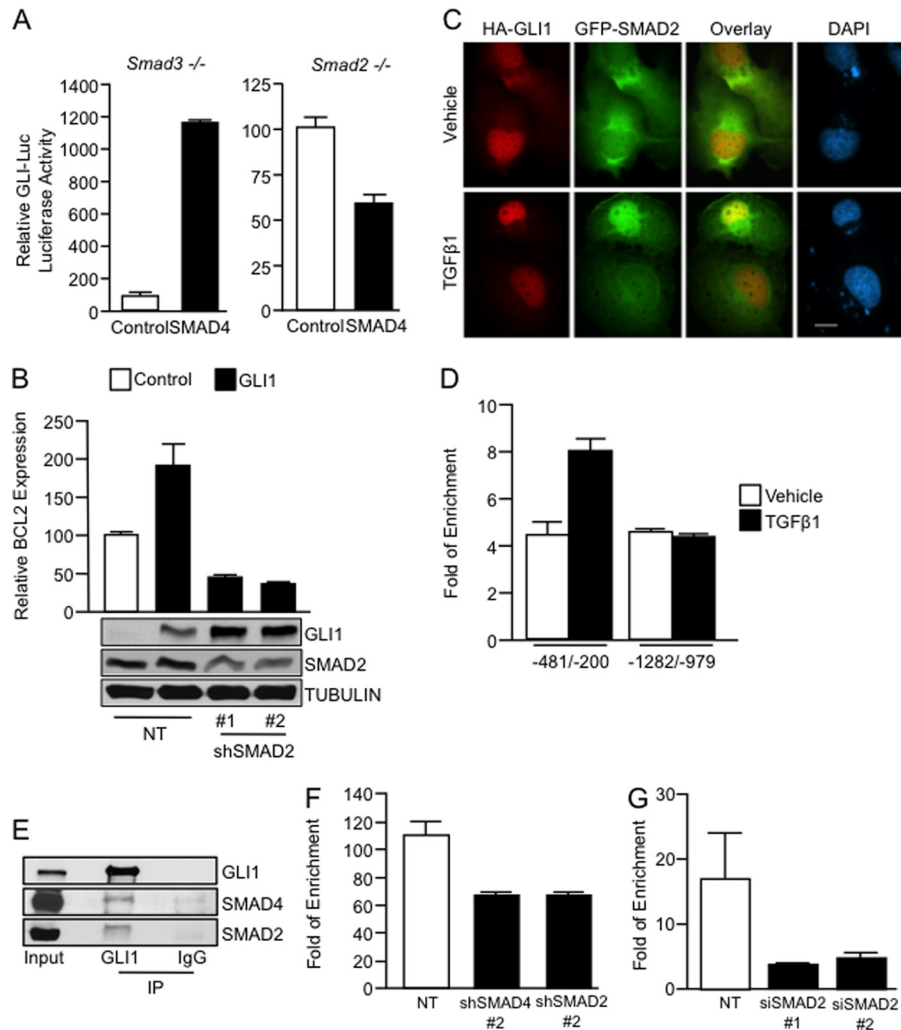 A
Smad3 -/-
Smad2 -/-
Relative GLI-Luc
Luciferase Activity
1400
1200
1000
800
600
400
200
0
Control SMAD4
125
100
75
50
25
0
Control SMAD4
C
HA-GLI1 GFP-SMAD2 Overlay DAPI
Vehicle
TGFβ1
B
Control GLI1
Relative BCL2 Expression
250
200
150
100
50
0
GLI1
SMAD2
TUBULIN
NT
#1 #2
shSMAD2
D
Fold of Enrichment
10
8
6
4
2
0
Vehicle
TGFβ1
-481/-200 -1282/-979
E
GLI1
SMAD4
SMAD2
Input GLI1 IgG
IP
F
Fold of Enrichment
140
120
100
80
60
40
20
0
NT shSMAD4 shSMAD2
#2 #2
G
Fold of Enrichment
30
20
10
0
NT siSMAD2 siSMAD2
#1 #2